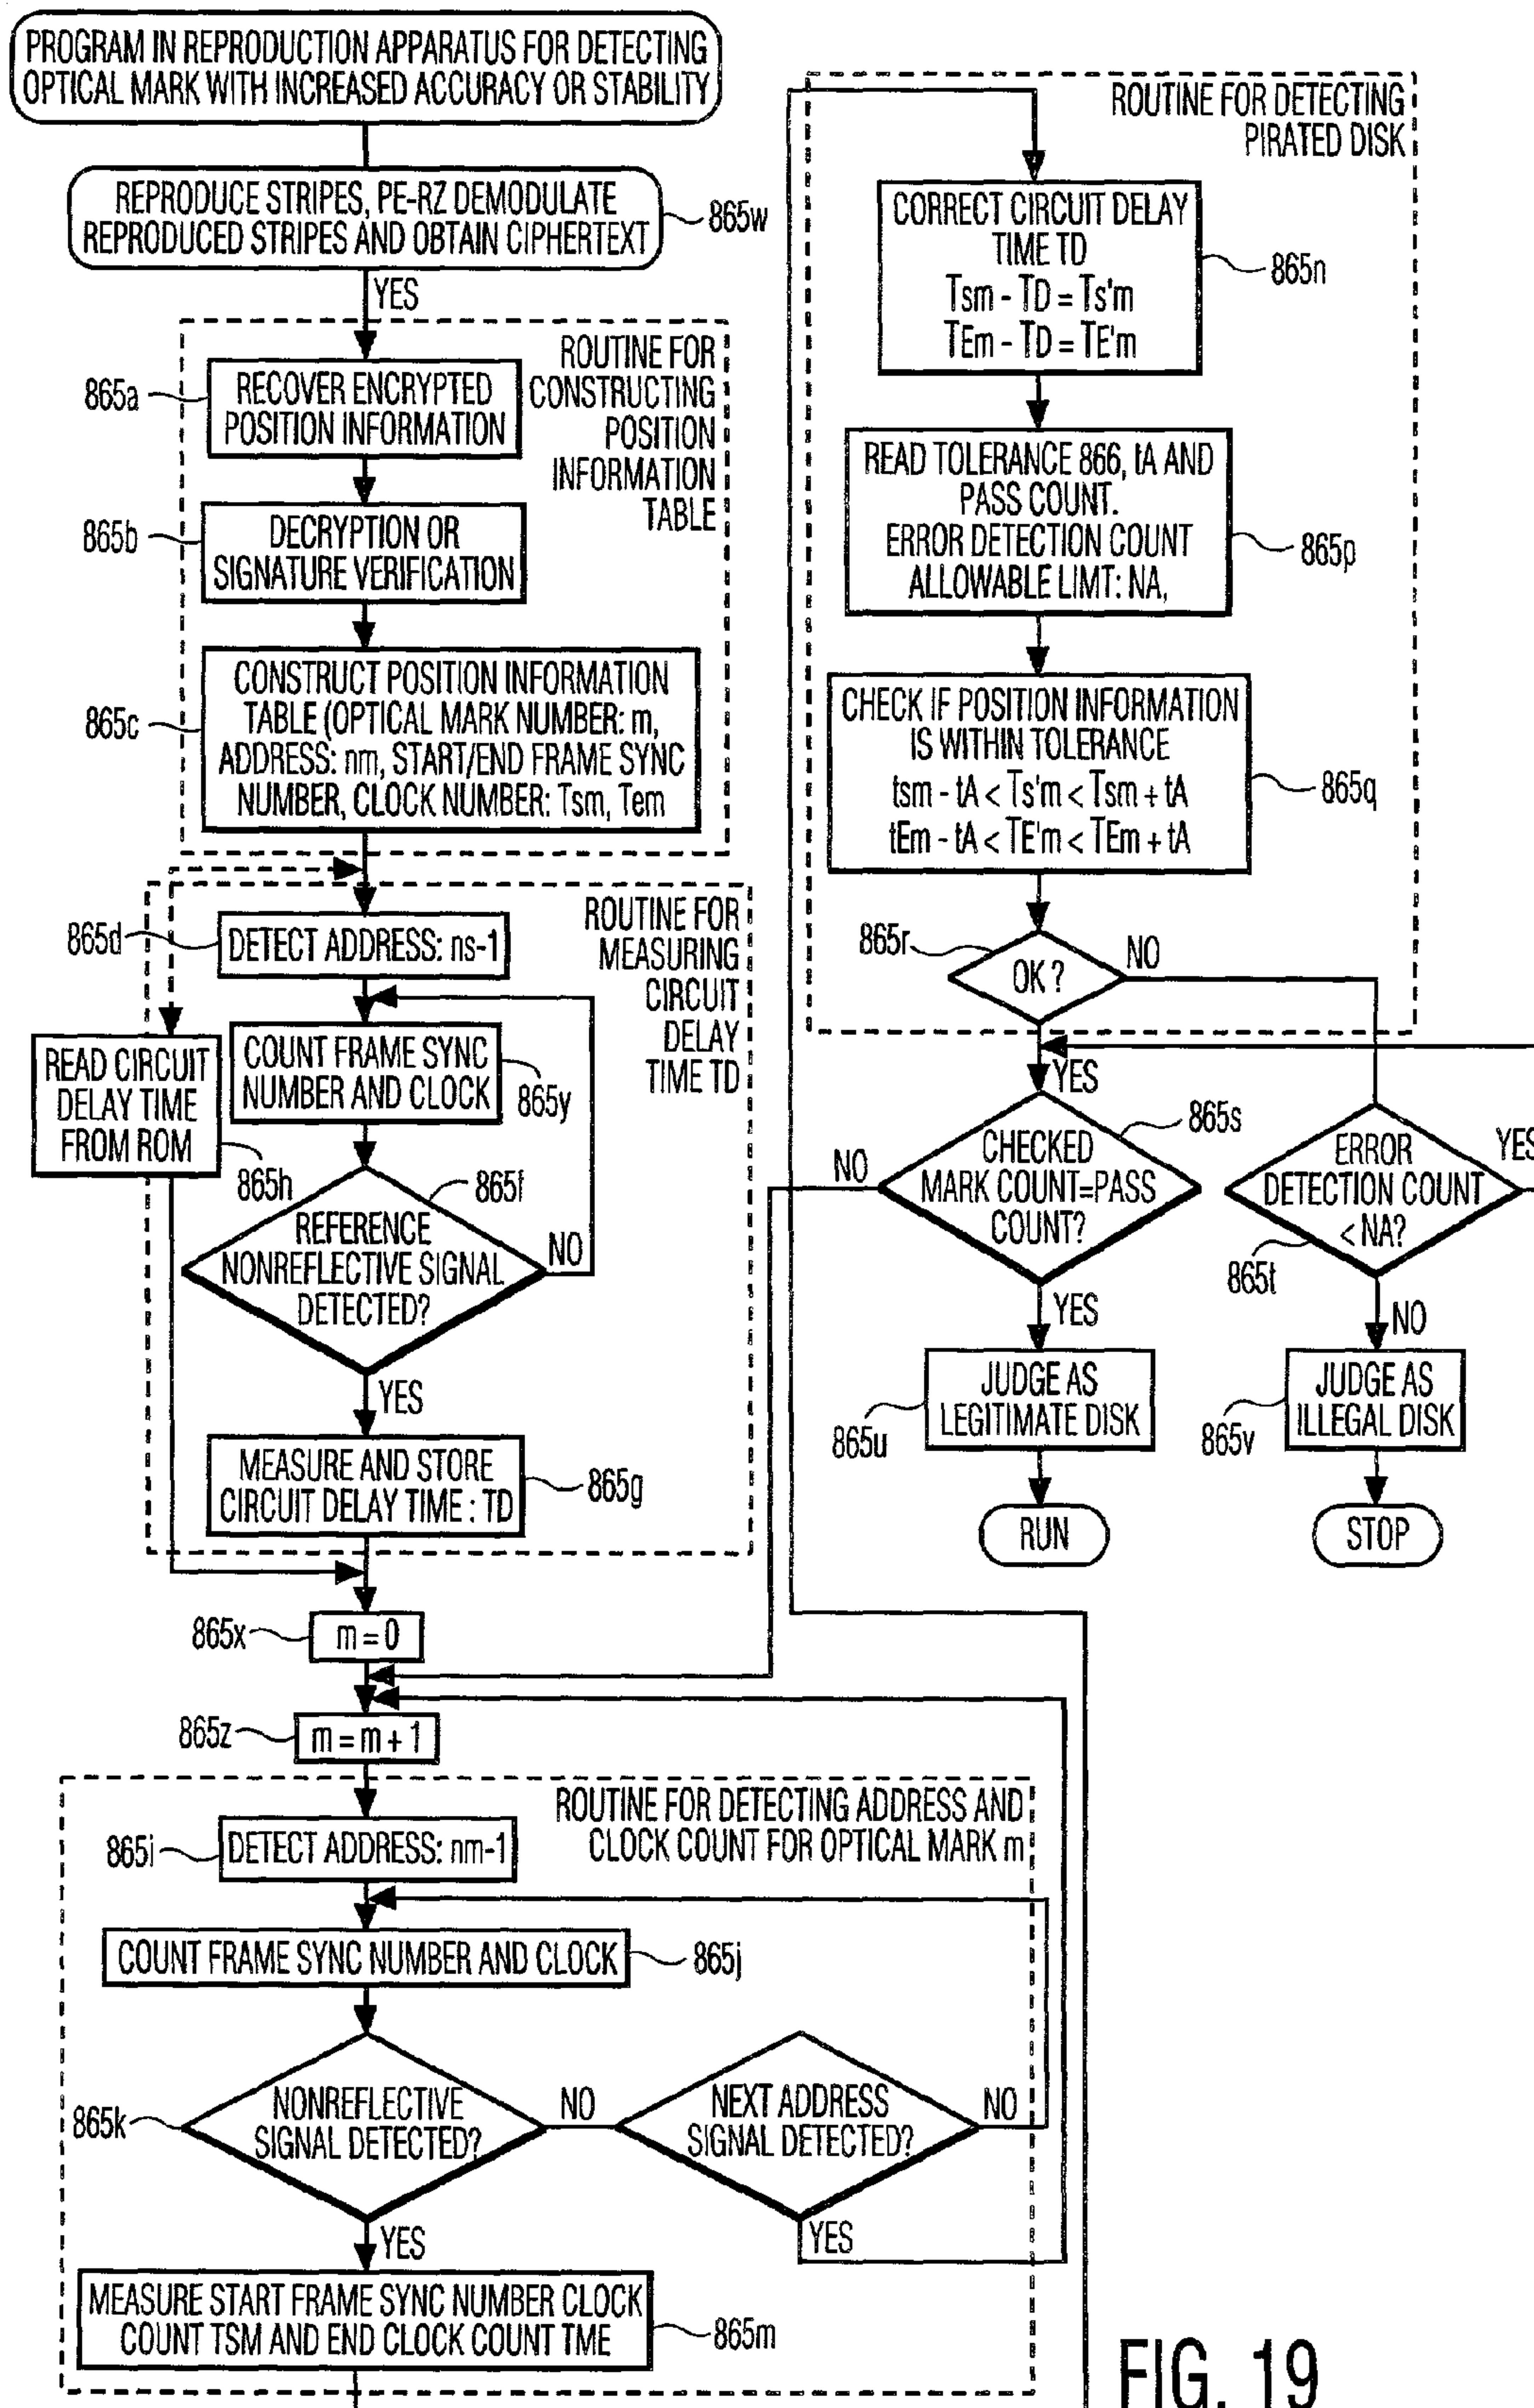 PROGRAM IN REPRODUCTION APPARATUS FOR DETECTING
OPTICAL MARK WITH INCREASED ACCURACY OR STABILITY
REPRODUCE STRIPES, PE-RZ DEMODULATE
REPRODUCED STRIPES AND OBTAIN CIPHERTEXT
865w
YES
ROUTINE FOR
CONSTRUCTING
POSITION
INFORMATION
TABLE
865a
RECOVER ENCRYPTED
POSITION INFORMATION
865b
DECRYPTION OR
SIGNATURE VERIFICATION
865c
CONSTRUCT POSITION INFORMATION
TABLE (OPTICAL MARK NUMBER: m,
ADDRESS: nm, START/END FRAME SYNC
NUMBER, CLOCK NUMBER: Tsm, Tem
ROUTINE FOR
MEASURING
CIRCUIT
DELAY
TIME TD
865d
DETECT ADDRESS: ns-1
COUNT FRAME SYNC
NUMBER AND CLOCK
865y
READ CIRCUIT
DELAY TIME
FROM ROM
865h
865f
REFERENCE
NONREFLECTIVE SIGNAL
DETECTED?
NO
YES
MEASURE AND STORE
CIRCUIT DELAY TIME : TD
865g
865x
m = 0
865z
m = m + 1
ROUTINE FOR DETECTING ADDRESS AND
CLOCK COUNT FOR OPTICAL MARK m
865i
DETECT ADDRESS: nm-1
COUNT FRAME SYNC NUMBER AND CLOCK
865j
865k
NONREFLECTIVE
SIGNAL DETECTED?
NO
NEXT ADDRESS
SIGNAL DETECTED?
NO
YES
YES
MEASURE START FRAME SYNC NUMBER CLOCK
COUNT TSM AND END CLOCK COUNT TME
865m
ROUTINE FOR DETECTING
PIRATED DISK
CORRECT CIRCUIT DELAY
TIME TD
Tsm - TD = Ts'm
TEm - TD = TE'm
865n
READ TOLERANCE 866, tA AND
PASS COUNT.
ERROR DETECTION COUNT
ALLOWABLE LIMT: NA,
865p
CHECK IF POSITION INFORMATION
IS WITHIN TOLERANCE
tsm - tA < Ts'm < Tsm + tA
tEm - tA < TE'm < TEm + tA
865q
865r
OK ?
NO
YES
865s
CHECKED
MARK COUNT=PASS
COUNT?
NO
YES
ERROR
DETECTION COUNT
< NA?
YES
865t
NO
JUDGE AS
LEGITIMATE DISK
865u
JUDGE AS
ILLEGAL DISK
865v
RUN
STOP
FIG. 19